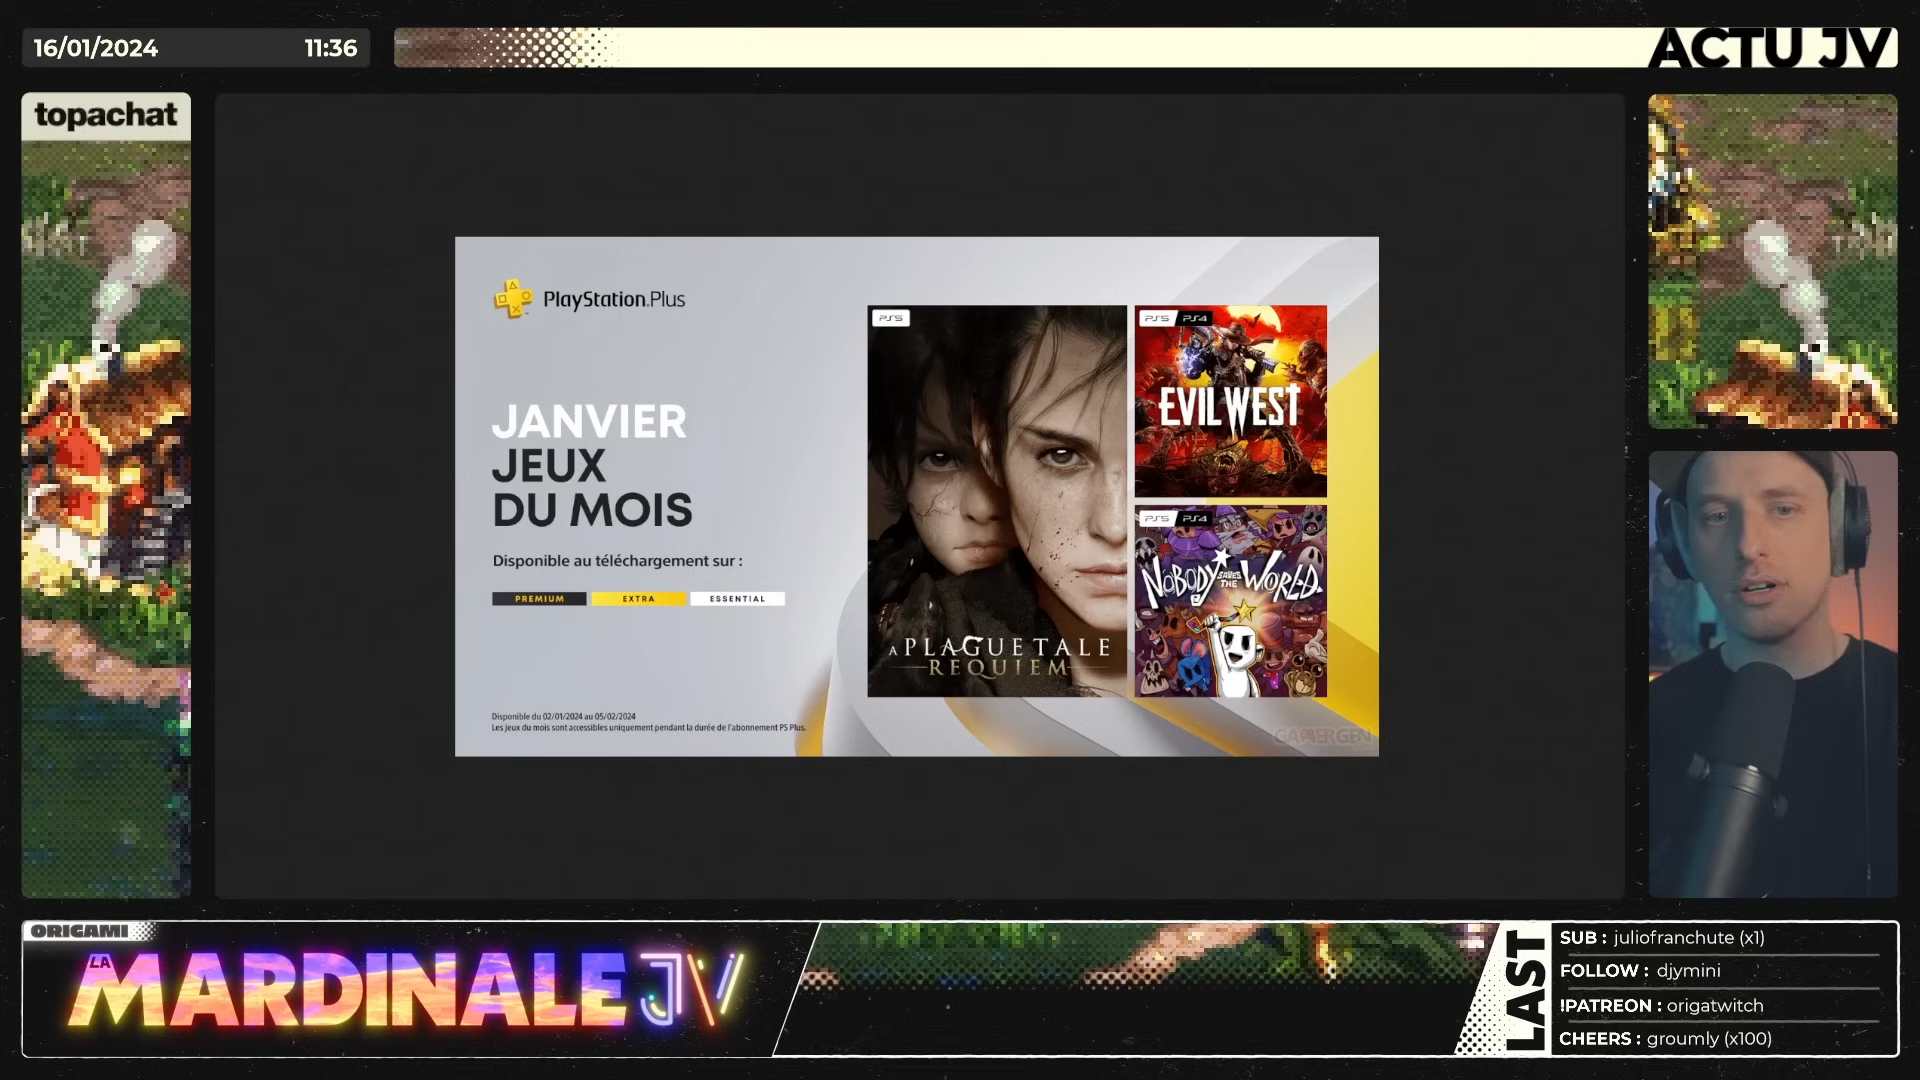 16/01/2024 11:36
ACTU JV
topachat
PlayStation.Plus
JANVIER
JEUX
DU MOIS
Disponible au téléchargement sur :
PREMIUM EXTRA ESSENTIAL
Disponible du 02/01/2024 au 05/02/2024
Les jeux du mois sont accessibles uniquement pendant la durée de l'abonnement PS Plus.
PS5
A PLAGUE TALE
REQUIEM
PS5 PS4
EVIL WEST
PS5 PS4
NOBODY SAVES THE WORLD
GAMERGEN
ORIGAMI
LA
MARDINALE JV
LAST
SUB : juliofranchute (x1)
FOLLOW : djymini
!PATREON : origatwitch
CHEERS : groumly (x100)